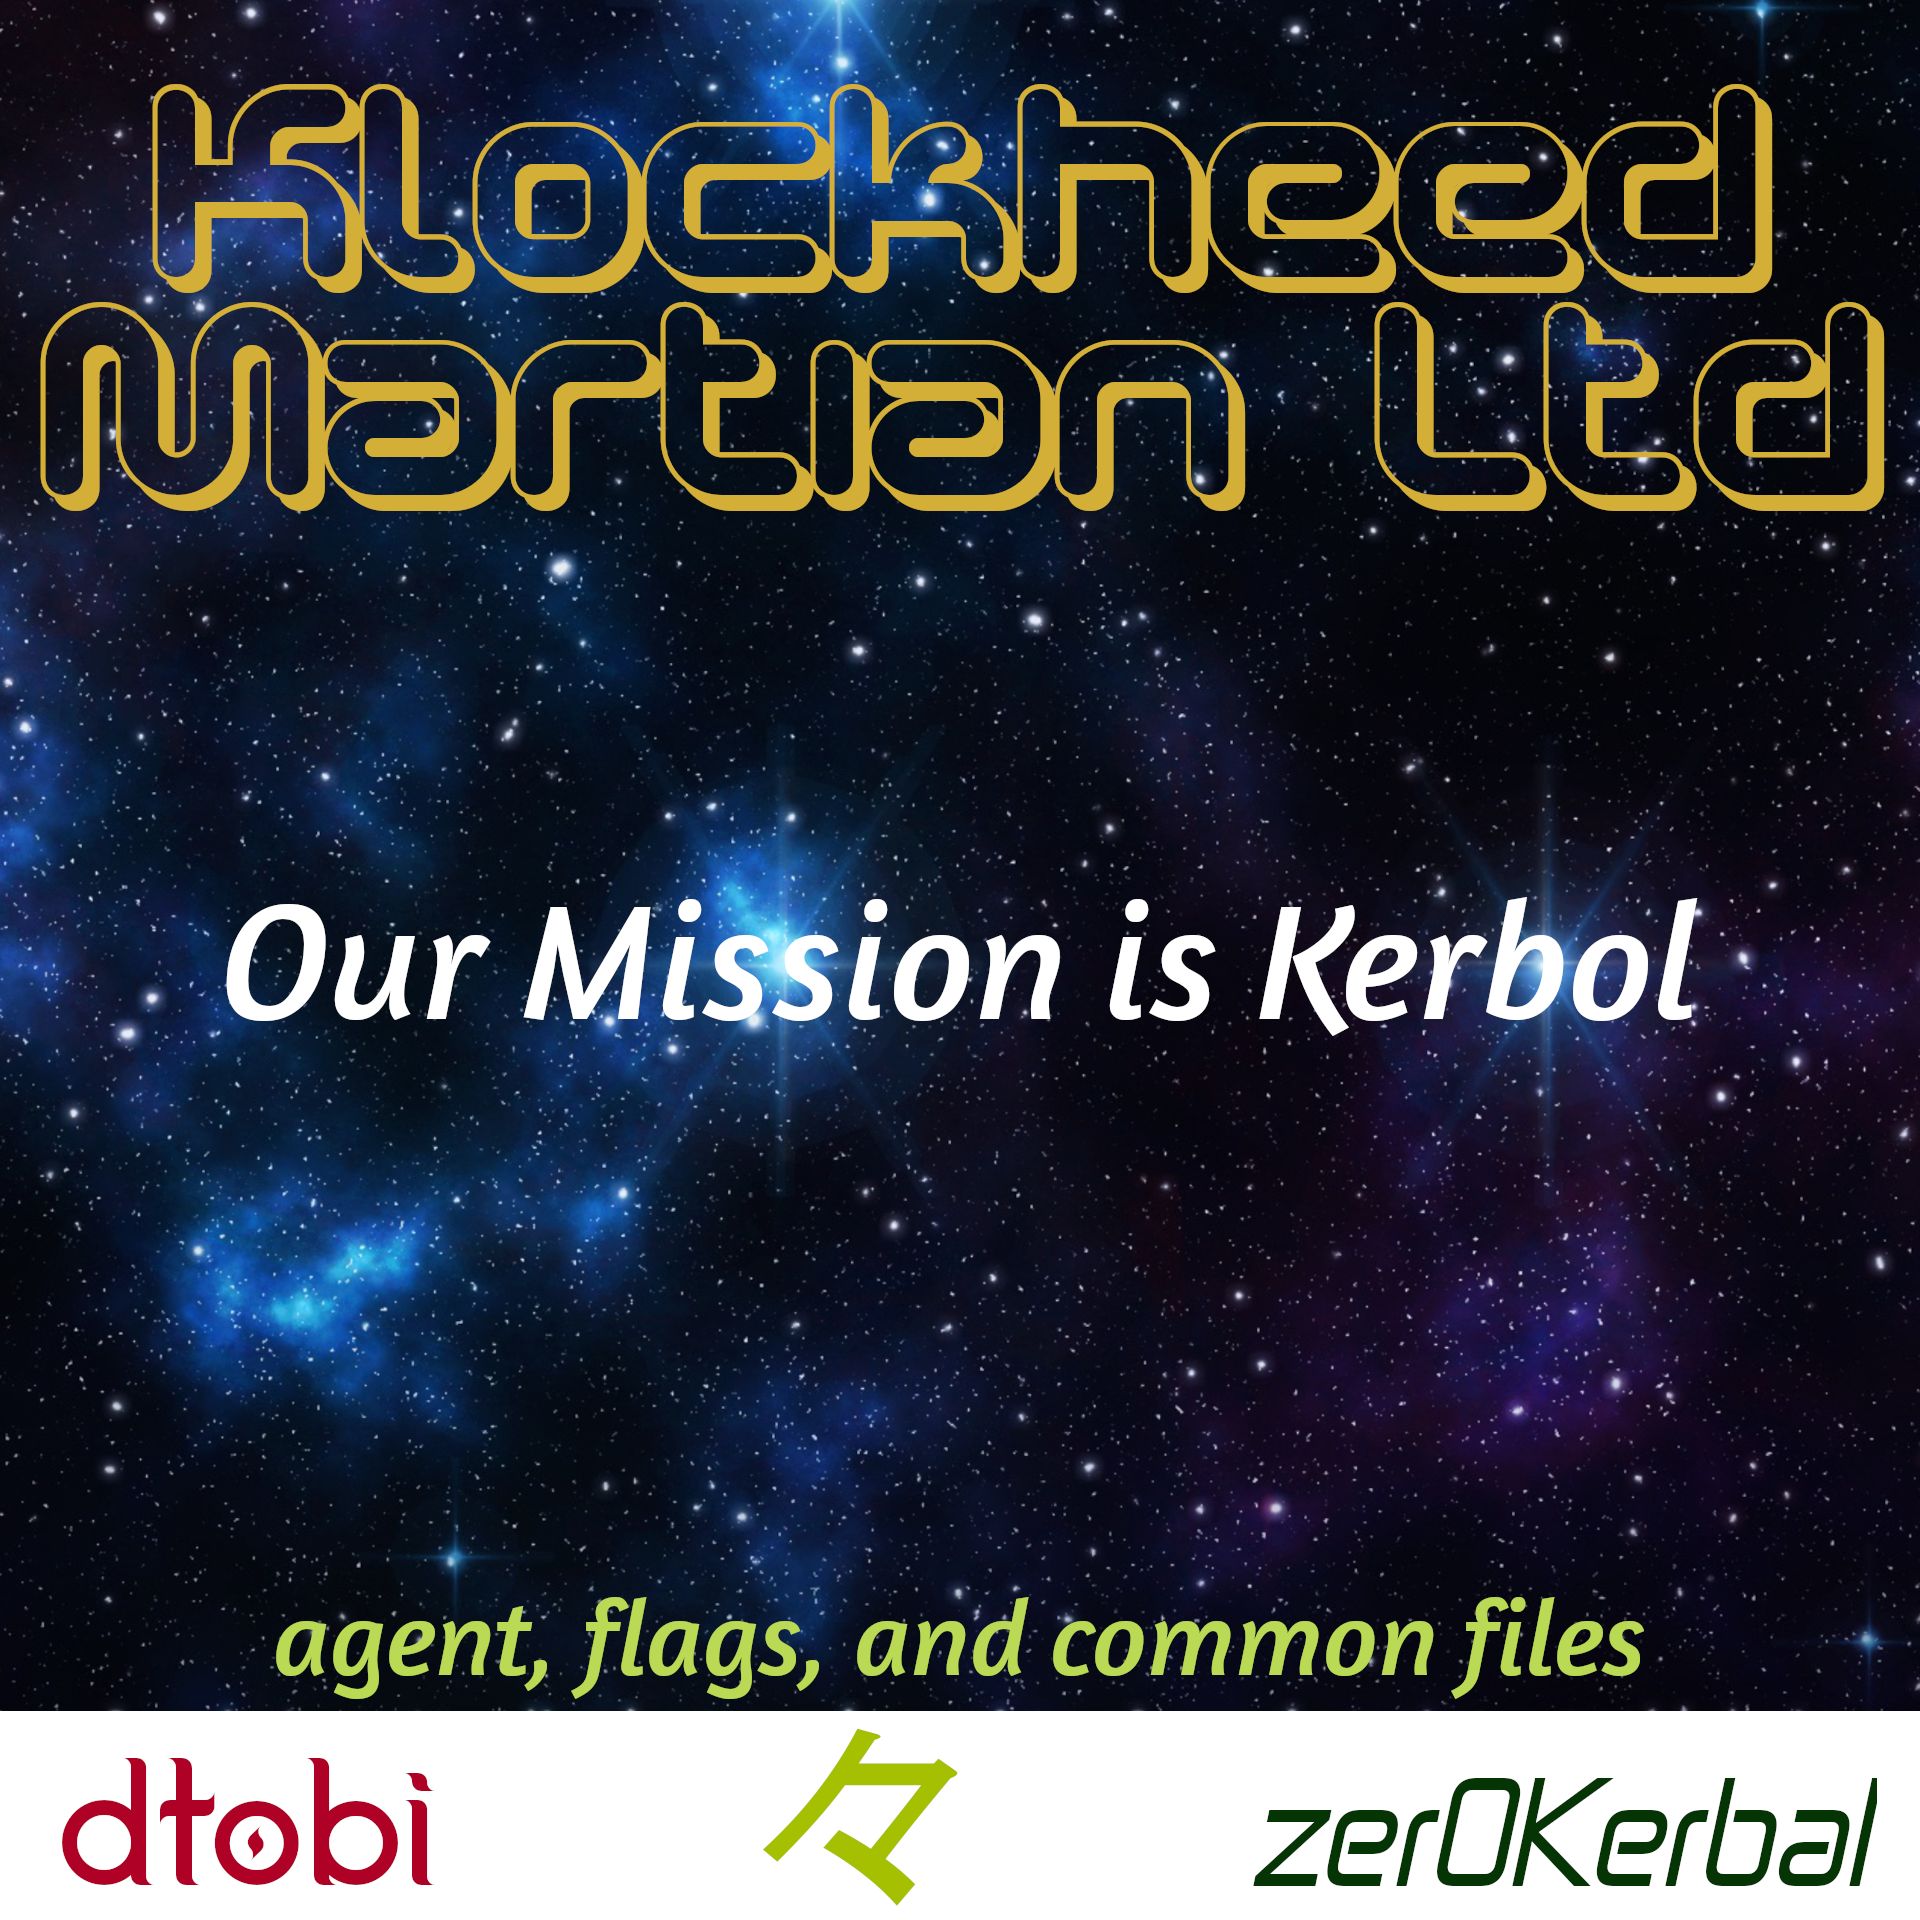 Klockheed
Martian Ltd
Our Mission is Kerbol
agent, flags, and common files
dtobi 々 zer0Kerbal